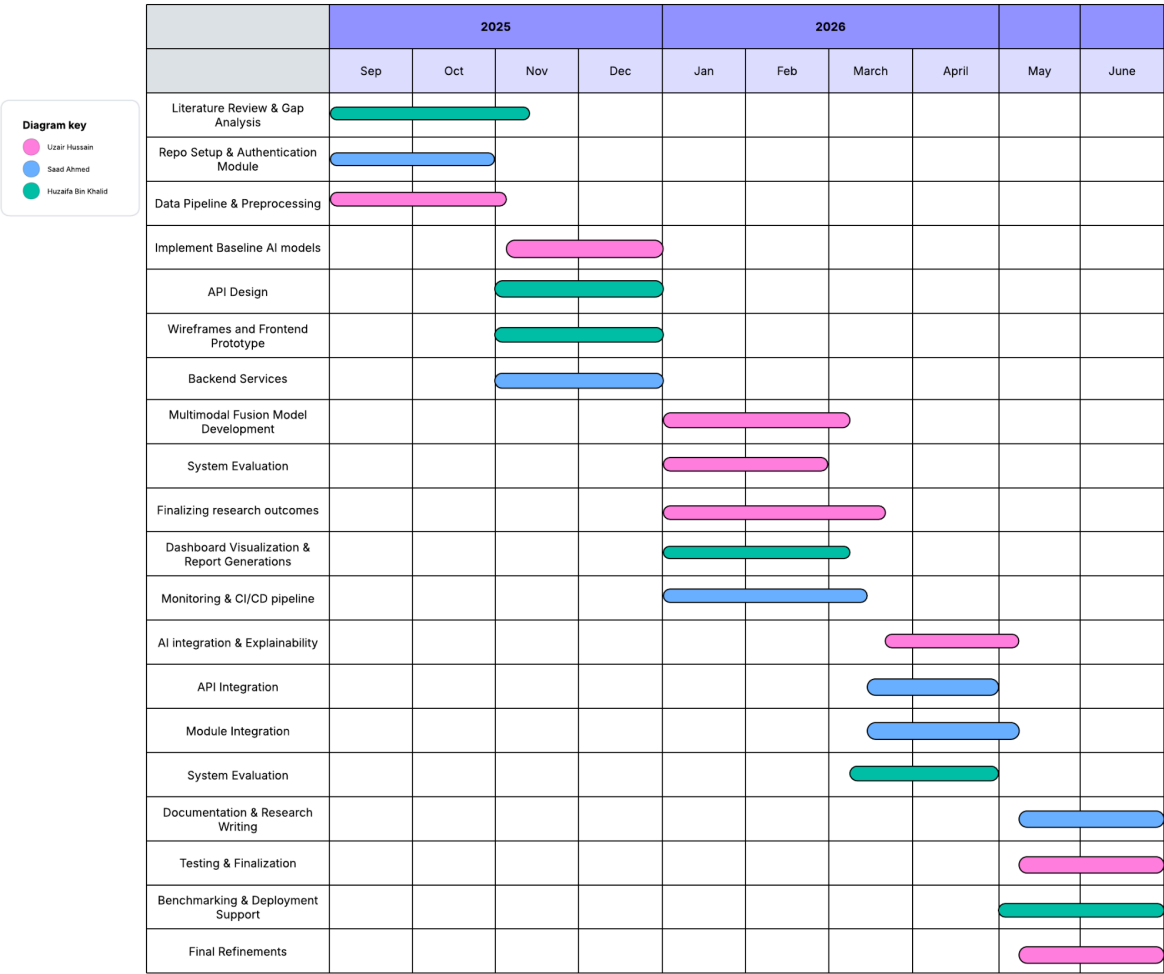 2025
2026
Sep
Oct
Nov
Dec
Jan
Feb
March
April
May
June
Diagram key
Uzair Hussain
Saad Ahmed
Huzaifa Bin Khalid
Literature Review & Gap
Analysis
Repo Setup & Authentication
Module
Data Pipeline & Preprocessing
Implement Baseline AI models
API Design
Wireframes and Frontend
Prototype
Backend Services
Multimodal Fusion Model
Development
System Evaluation
Finalizing research outcomes
Dashboard Visualization &
Report Generations
Monitoring & CI/CD pipeline
AI integration & Explainability
API Integration
Module Integration
System Evaluation
Documentation & Research
Writing
Testing & Finalization
Benchmarking & Deployment
Support
Final Refinements